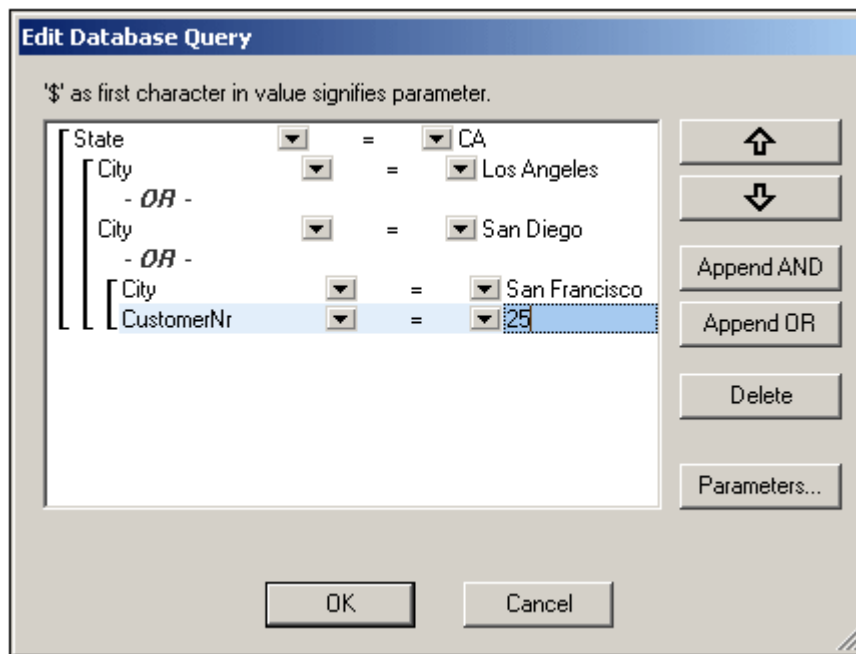 Edit Database Query
'$' as first character in value signifies parameter.
State = CA
City = Los Angeles
- OR -
City = San Diego
- OR -
City = San Francisco
CustomerNr = 25
Append AND
Append OR
Delete
Parameters...
OK Cancel